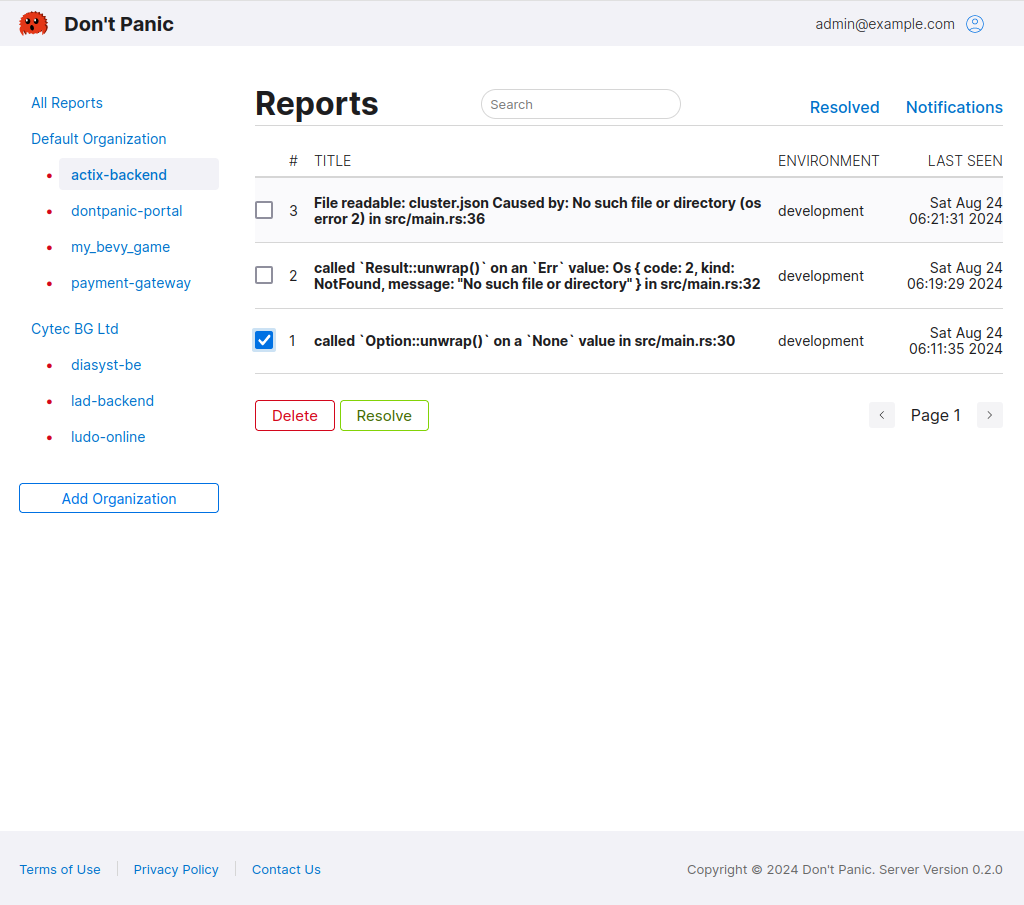 Don't Panic
admin@example.com
All Reports
Default Organization
actix-backend
dontpanic-portal
my_bevy_game
payment-gateway
Cytec BG Ltd
diasyst-be
lad-backend
ludo-online
Add Organization
Reports
Search
Resolved
Notifications
# TITLE ENVIRONMENT LAST SEEN
3 File readable: cluster.json Caused by: No such file or directory (os development Sat Aug 24
error 2) in src/main.rs:36 06:21:31 2024
2 called `Result::unwrap()` on an `Err` value: Os { code: 2, kind: development Sat Aug 24
NotFound, message: "No such file or directory" } in src/main.rs:32 06:19:29 2024
1 called `Option::unwrap()` on a `None` value in src/main.rs:30 development Sat Aug 24
06:11:35 2024
Delete
Resolve
< Page 1 >
Terms of Use
Privacy Policy
Contact Us
Copyright © 2024 Don't Panic. Server Version 0.2.0